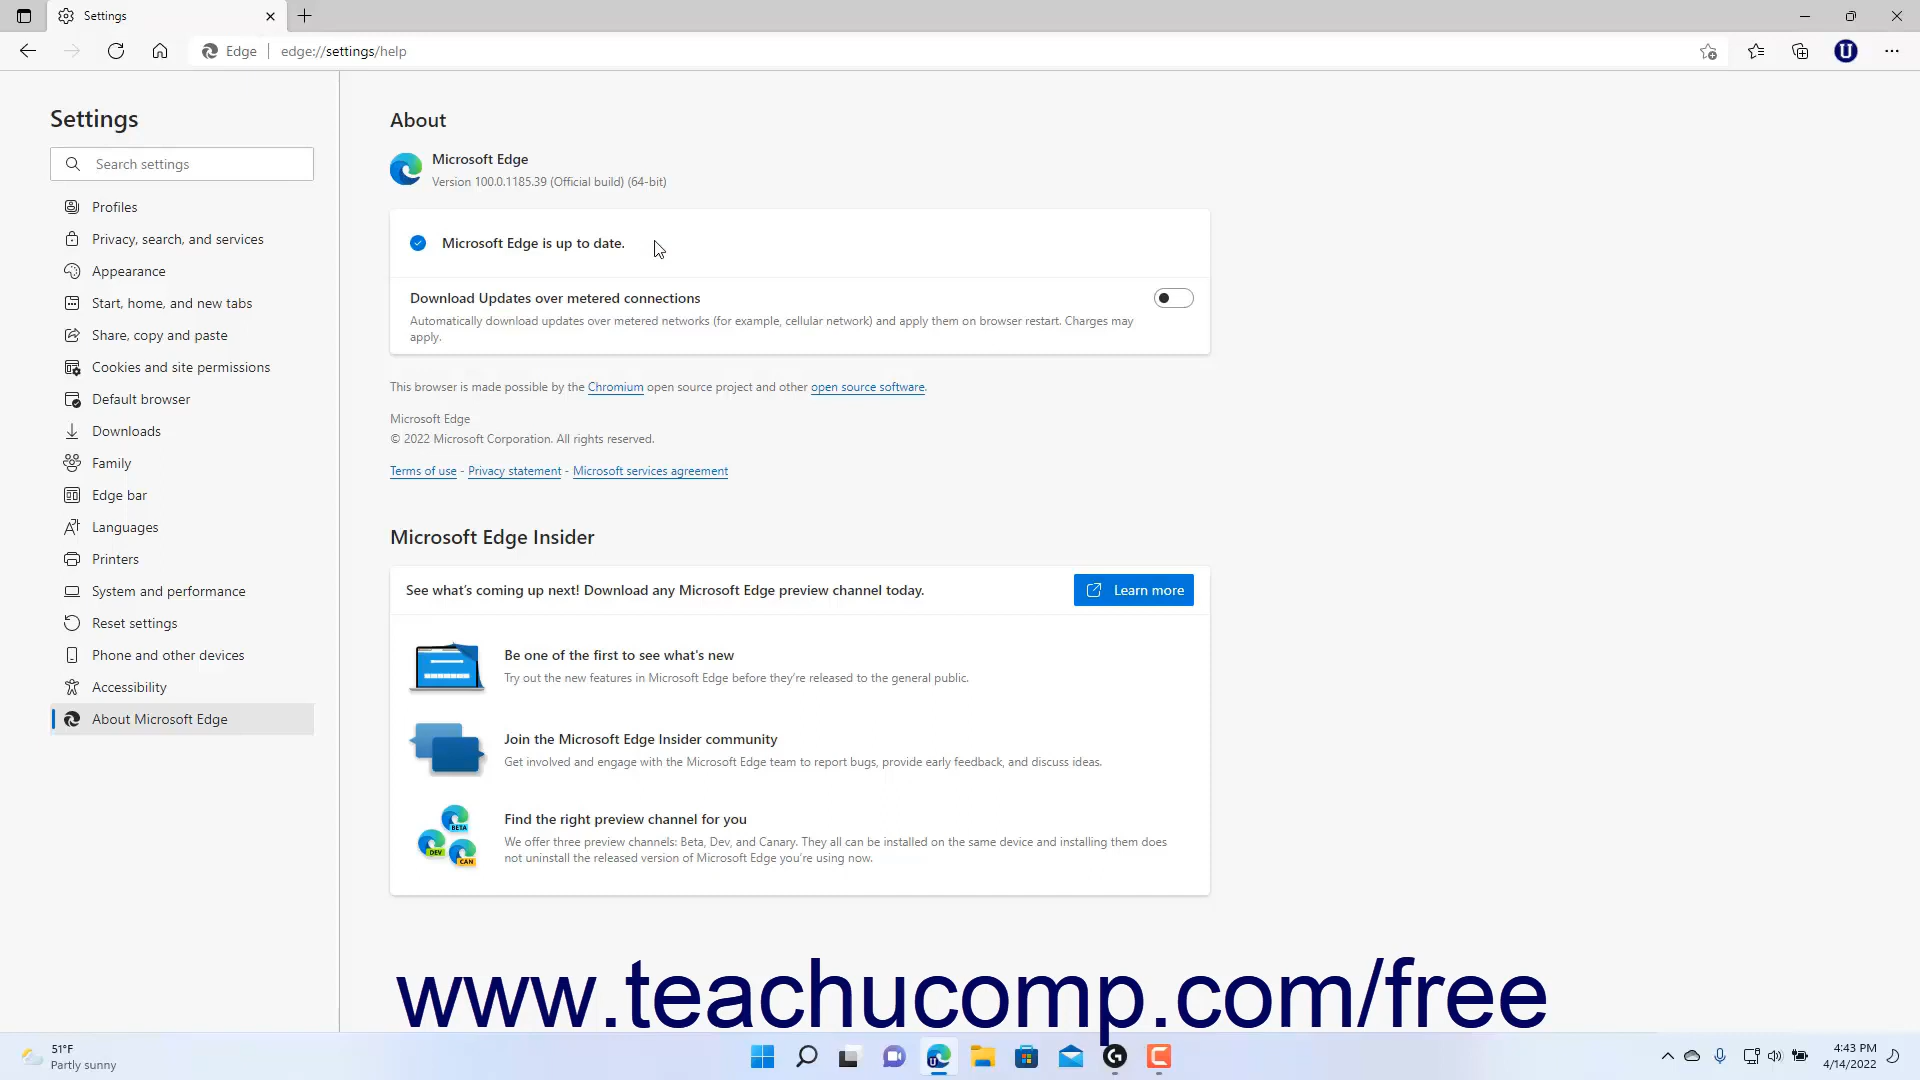 Settings
Edge
edge://settings/help
U
Settings
Search settings
Profiles
Privacy, search, and services
Appearance
Start, home, and new tabs
Share, copy and paste
Cookies and site permissions
Default browser
Downloads
Family
Edge bar
Languages
Printers
System and performance
Reset settings
Phone and other devices
Accessibility
About Microsoft Edge
About
Microsoft Edge
Version 100.0.1185.39 (Official build) (64-bit)
Microsoft Edge is up to date.
Download Updates over metered connections
Automatically download updates over metered networks (for example, cellular network) and apply them on browser restart. Charges may
apply.
This browser is made possible by the Chromium open source project and other open source software.
Microsoft Edge
© 2022 Microsoft Corporation. All rights reserved.
Terms of use - Privacy statement - Microsoft services agreement
Microsoft Edge Insider
See what's coming up next! Download any Microsoft Edge preview channel today.
Learn more
Be one of the first to see what's new
Try out the new features in Microsoft Edge before they're released to the general public.
Join the Microsoft Edge Insider community
Get involved and engage with the Microsoft Edge team to report bugs, provide early feedback, and discuss ideas.
BETA
DEV
CAN
Find the right preview channel for you
We offer three preview channels: Beta, Dev, and Canary. They all can be installed on the same device and installing them does
not uninstall the released version of Microsoft Edge you're using now.
www.teachucomp.com/free
51°F
Partly sunny
4:43 PM
4/14/2022